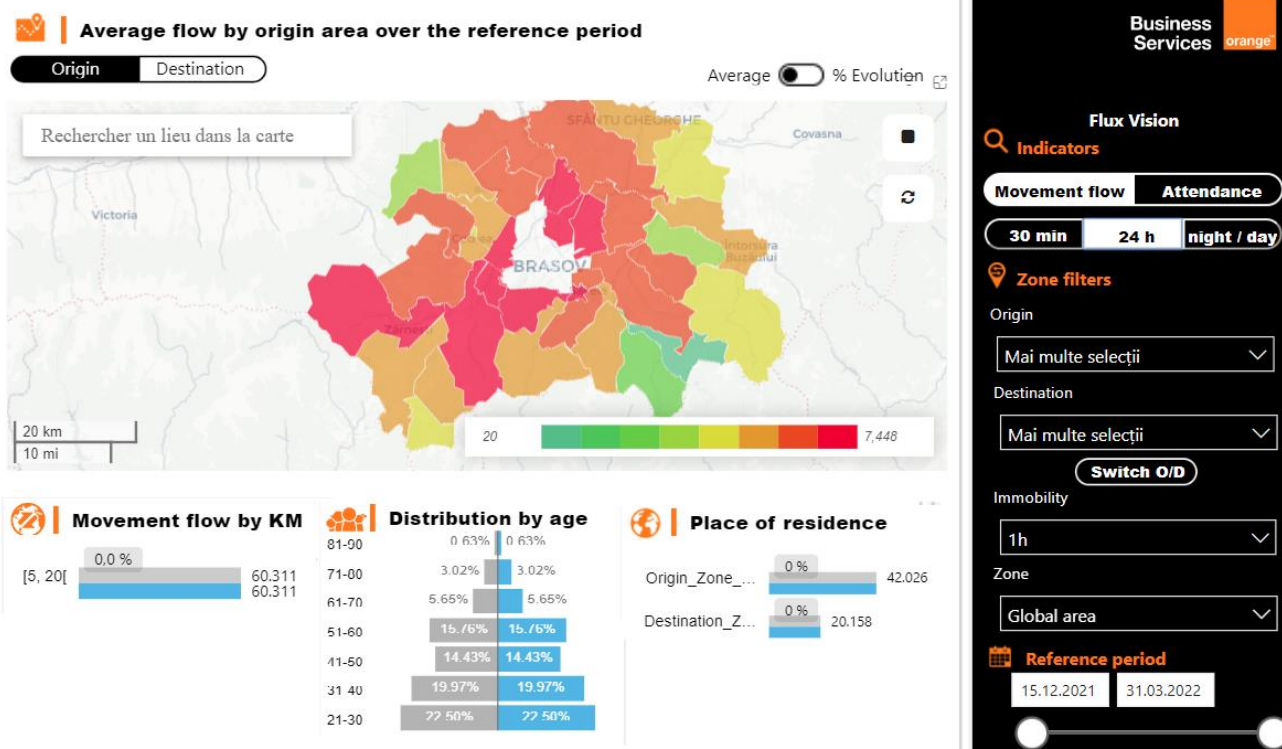 Average flow by origin area over the reference period
Origin Destination
Average % Evolution
Rechercher un lieu dans la carte
SFÂNTU GHEORGHE
Covasna
Victoria
BRASOV
Întorsura
Buzăului
Zărnești
20 km
10 mi
20 7,448
Movement flow by KM
0,0 %
[5, 20[ 60.311
60.311
Distribution by age
81-90 0.63% 0.63%
71-80 3.02% 3.02%
61-70 5.65% 5.65%
51-60 15.76% 15.76%
41-50 14.43% 14.43%
31-40 19.97% 19.97%
21-30 22.50% 22.50%
Place of residence
0 %
Origin_Zone_... 42.026
0 %
Destination_Z... 20.158
Business
Services orange™
Flux Vision
Indicators
Movement flow Attendance
30 min 24 h night / day
Zone filters
Origin
Mai multe selecții
Destination
Mai multe selecții
Switch O/D
Immobility
1h
Zone
Global area
Reference period
15.12.2021 31.03.2022